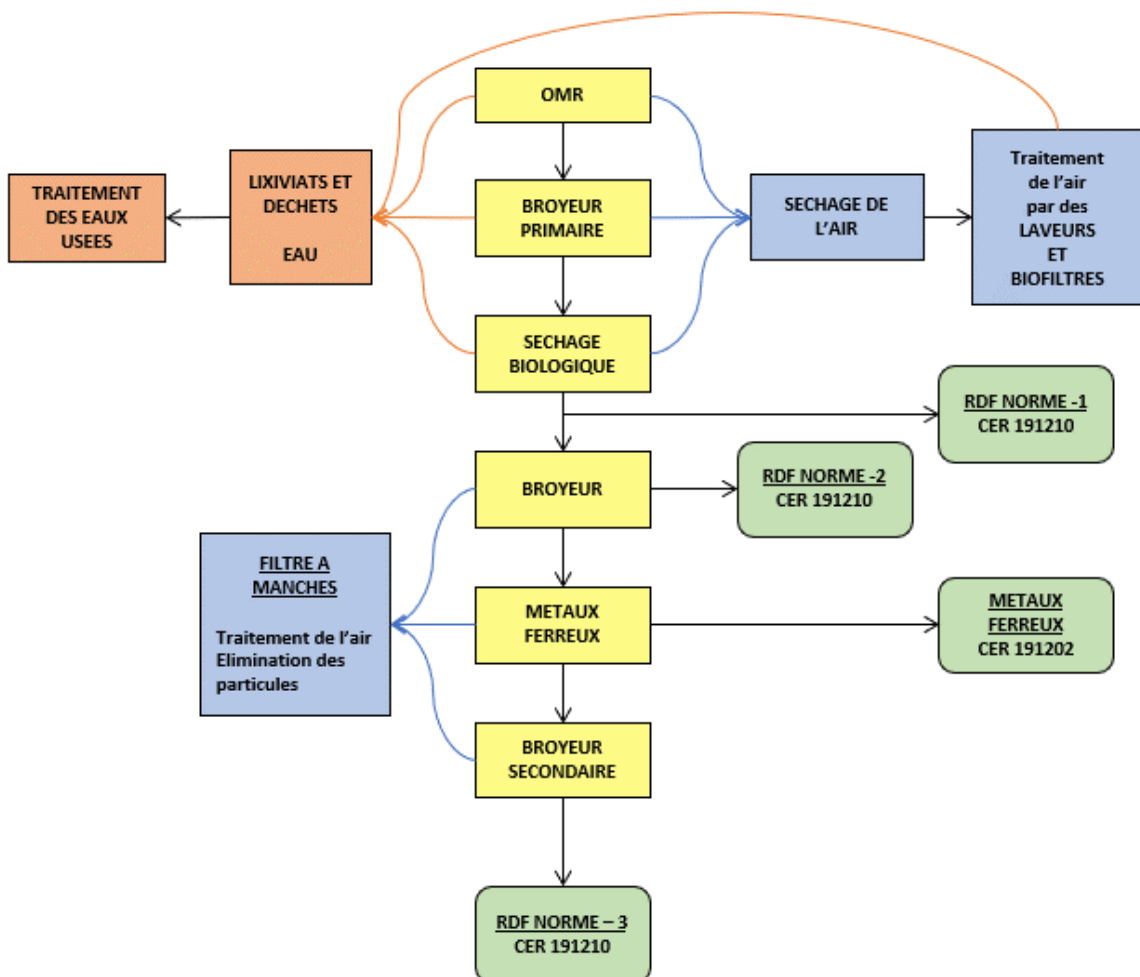 OMR
TRAITEMENT
DES EAUX
USEES
LIXIVIATS ET
DECHETS
EAU
BROYEUR
PRIMAIRE
SECHAGE DE
L'AIR
Traitement
de l'air
par des
LAVEURS
ET
BIOFILTRES
SECHAGE
BIOLOGIQUE
RDF NORME -1
CER 191210
BROYEUR
RDF NORME -2
CER 191210
FILTRE A
MANCHES
Traitement de l'air
Elimination des
particules
METAUX
FERREUX
METAUX
FERREUX
CER 191202
BROYEUR
SECONDAIRE
RDF NORME – 3
CER 191210